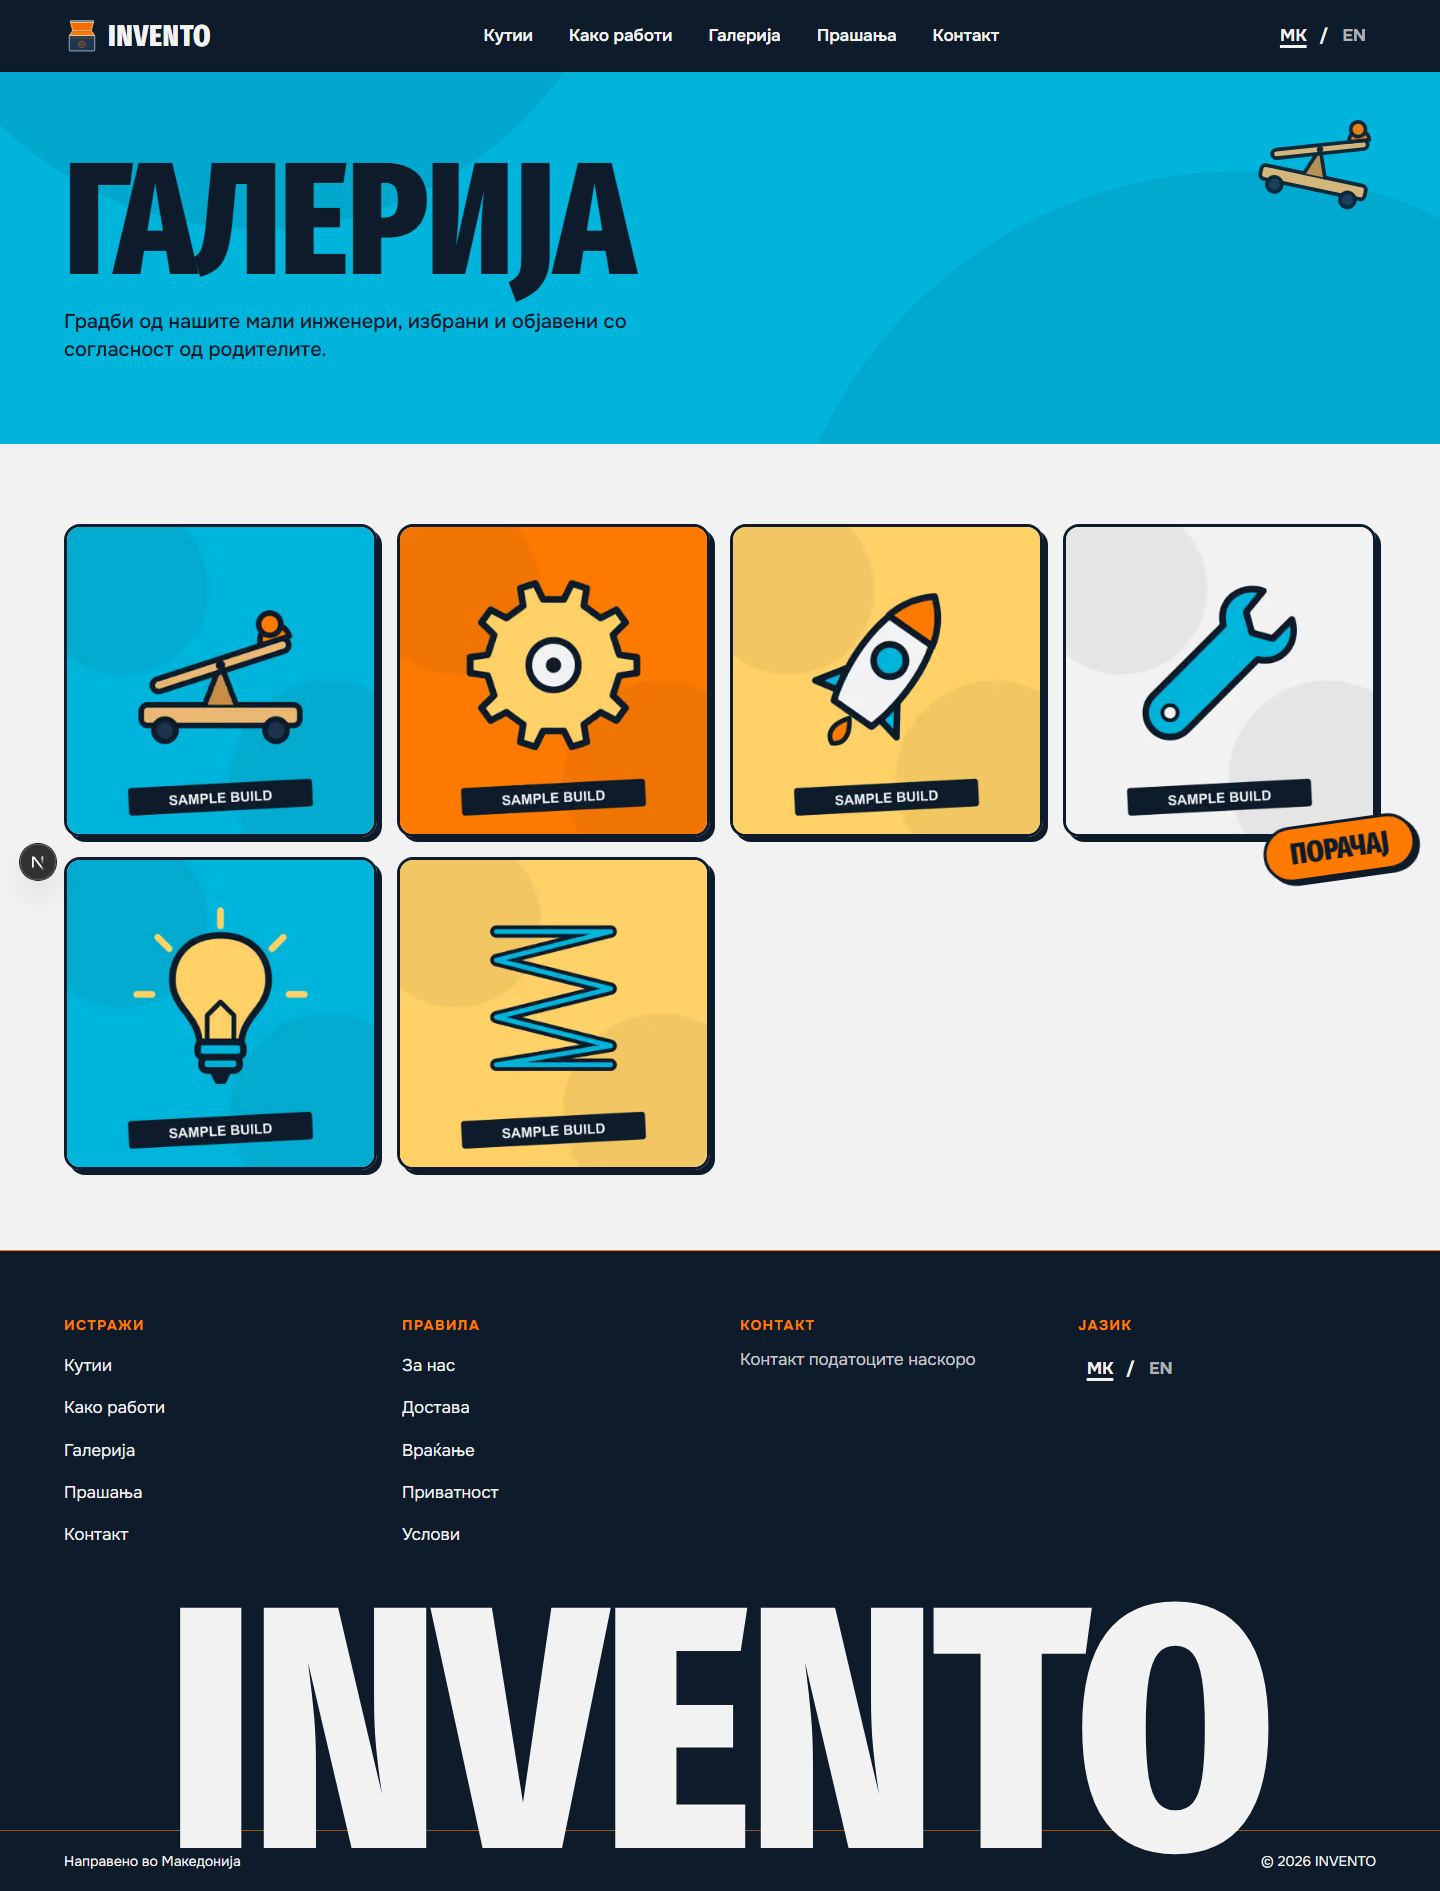 INVENTO
Кутии
Како работи
Галерија
Прашања
Контакт
MK / EN
ГАЛЕРИЈА
Градби од нашите мали инженери, избрани и објавени со
согласност од родителите.
SAMPLE BUILD
SAMPLE BUILD
SAMPLE BUILD
SAMPLE BUILD
ПОРАЧАЈ
N
SAMPLE BUILD
SAMPLE BUILD
ИСТРАЖИ
Кутии
Како работи
Галерија
Прашања
Контакт
ПРАВИЛА
За нас
Достава
Враќање
Приватност
Услови
КОНТАКТ
Контакт податоците наскоро
ЈАЗИК
MK / EN
INVENTO
Направено во Македонија
© 2026 INVENTO